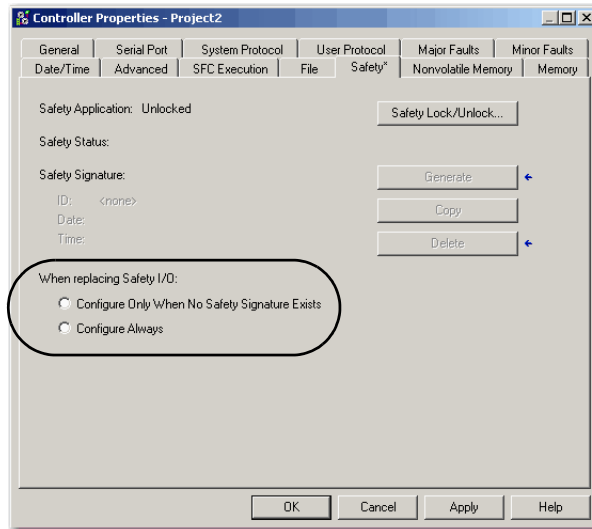 Controller Properties - Project2
General Serial Port System Protocol User Protocol Major Faults Minor Faults
Date/Time Advanced SFC Execution File Safety* Nonvolatile Memory Memory
Safety Application: Unlocked
Safety Lock/Unlock...
Safety Status:
Safety Signature:
Generate
ID: <none>
Copy
Date:
Time:
Delete
When replacing Safety I/O:
Configure Only When No Safety Signature Exists
Configure Always
OK Cancel Apply Help